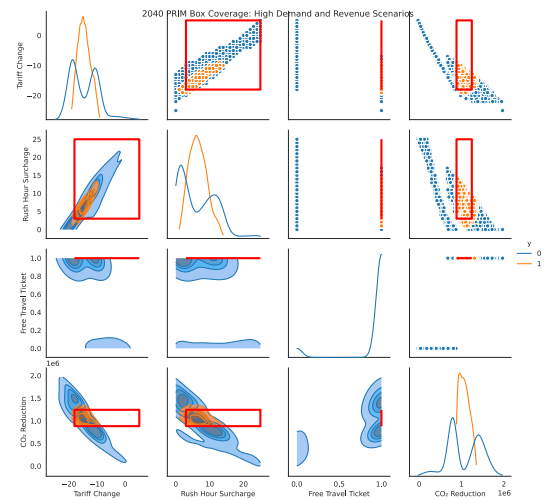 2040 PRIM Box Coverage: High Demand and Revenue Scenarios
Tariff Change
0
−10
−20
Rush Hour Surcharge
25
20
15
10
5
0
y
0
1
Free Travel Ticket
1.0
0.8
0.6
0.4
0.2
0.0
1e6
CO₂ Reduction
2.0
1.5
1.0
0.5
0.0
−20
0
Tariff Change
0
20
Rush Hour Surcharge
0.0
0.5
1.0
Free Travel Ticket
0
1
2
1e6
CO₂ Reduction